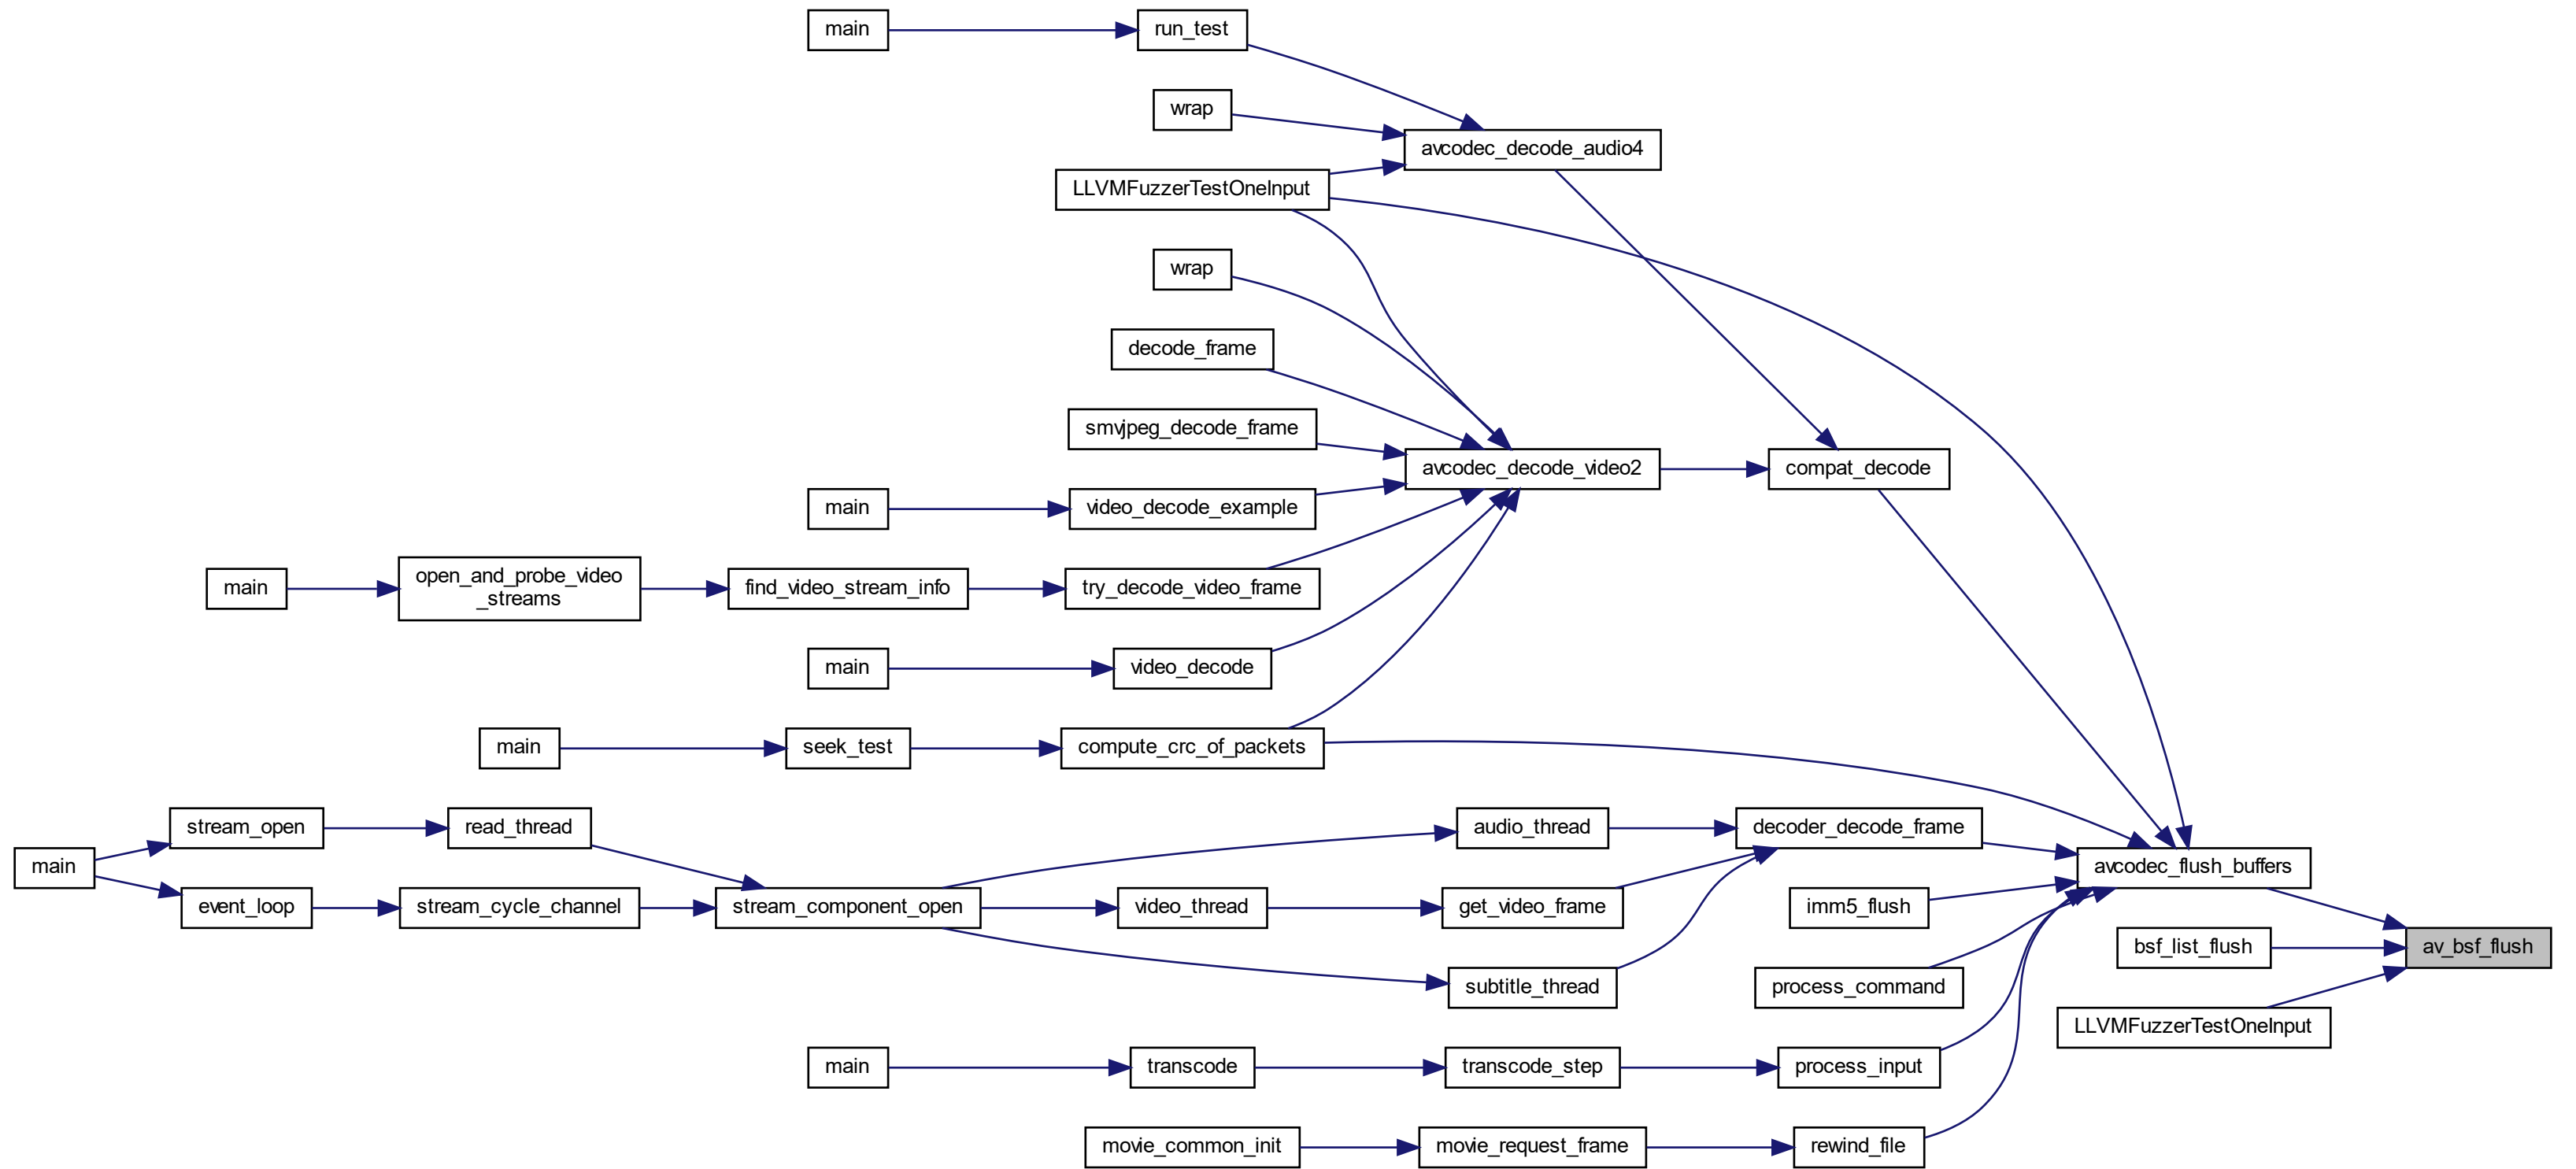 main
run_test
wrap
avcodec_decode_audio4
LLVMFuzzerTestOneInput
wrap
decode_frame
smvjpeg_decode_frame
avcodec_decode_video2
compat_decode
main
video_decode_example
main
open_and_probe_video
_streams
find_video_stream_info
try_decode_video_frame
main
video_decode
main
seek_test
compute_crc_of_packets
stream_open
read_thread
audio_thread
decoder_decode_frame
main
avcodec_flush_buffers
event_loop
stream_cycle_channel
stream_component_open
video_thread
get_video_frame
imm5_flush
bsf_list_flush
av_bsf_flush
subtitle_thread
process_command
LLVMFuzzerTestOneInput
main
transcode
transcode_step
process_input
movie_common_init
movie_request_frame
rewind_file